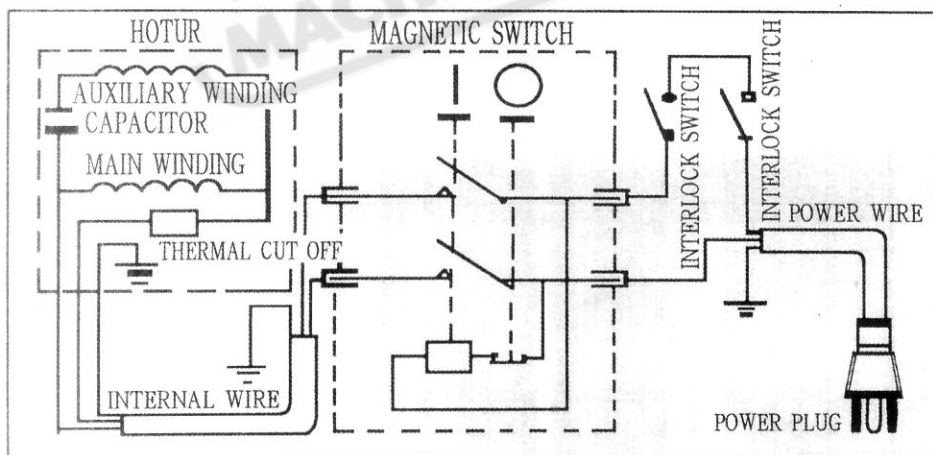 MACH
HOTUR
MAGNETIC SWITCH
AUXILIARY WINDING
CAPACITOR
MAIN WINDING
THERMAL CUT OFF
INTERLOCK SWITCH
INTERLOCK SWITCH
POWER WIRE
INTERNAL WIRE
POWER PLUG